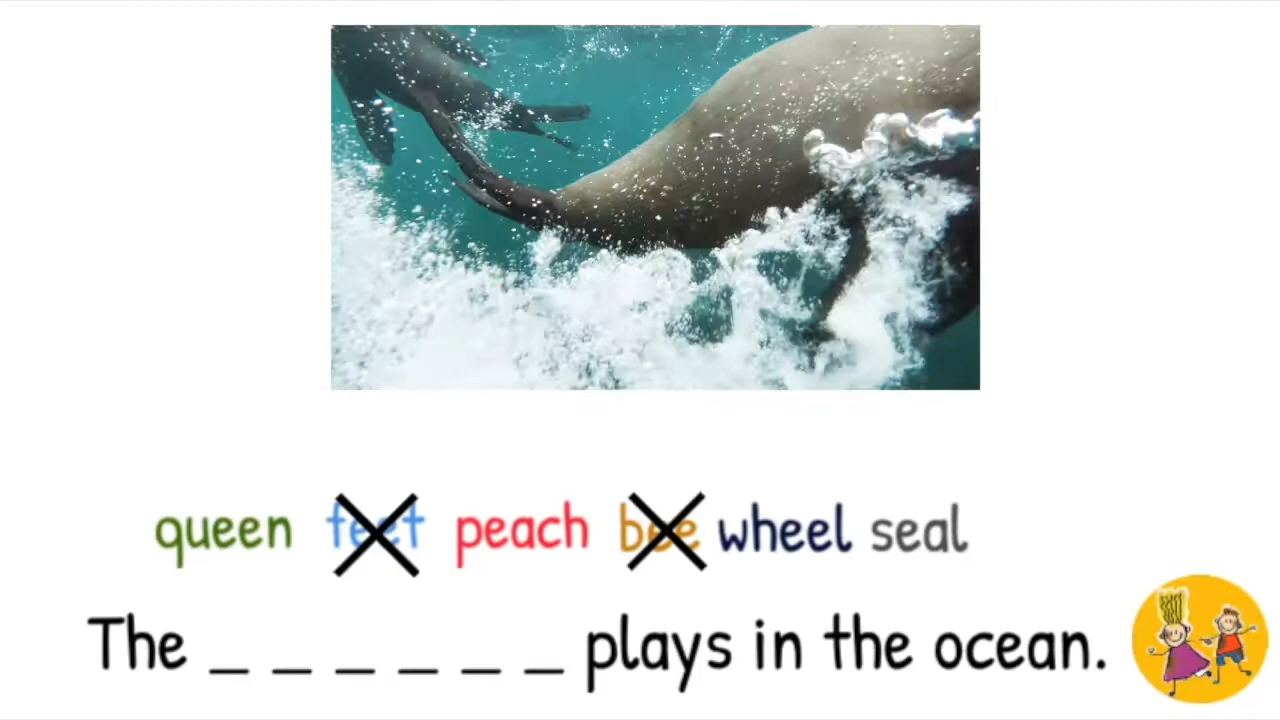 queen feet peach bee wheel seal
The _ _ _ _ _ _ plays in the ocean.